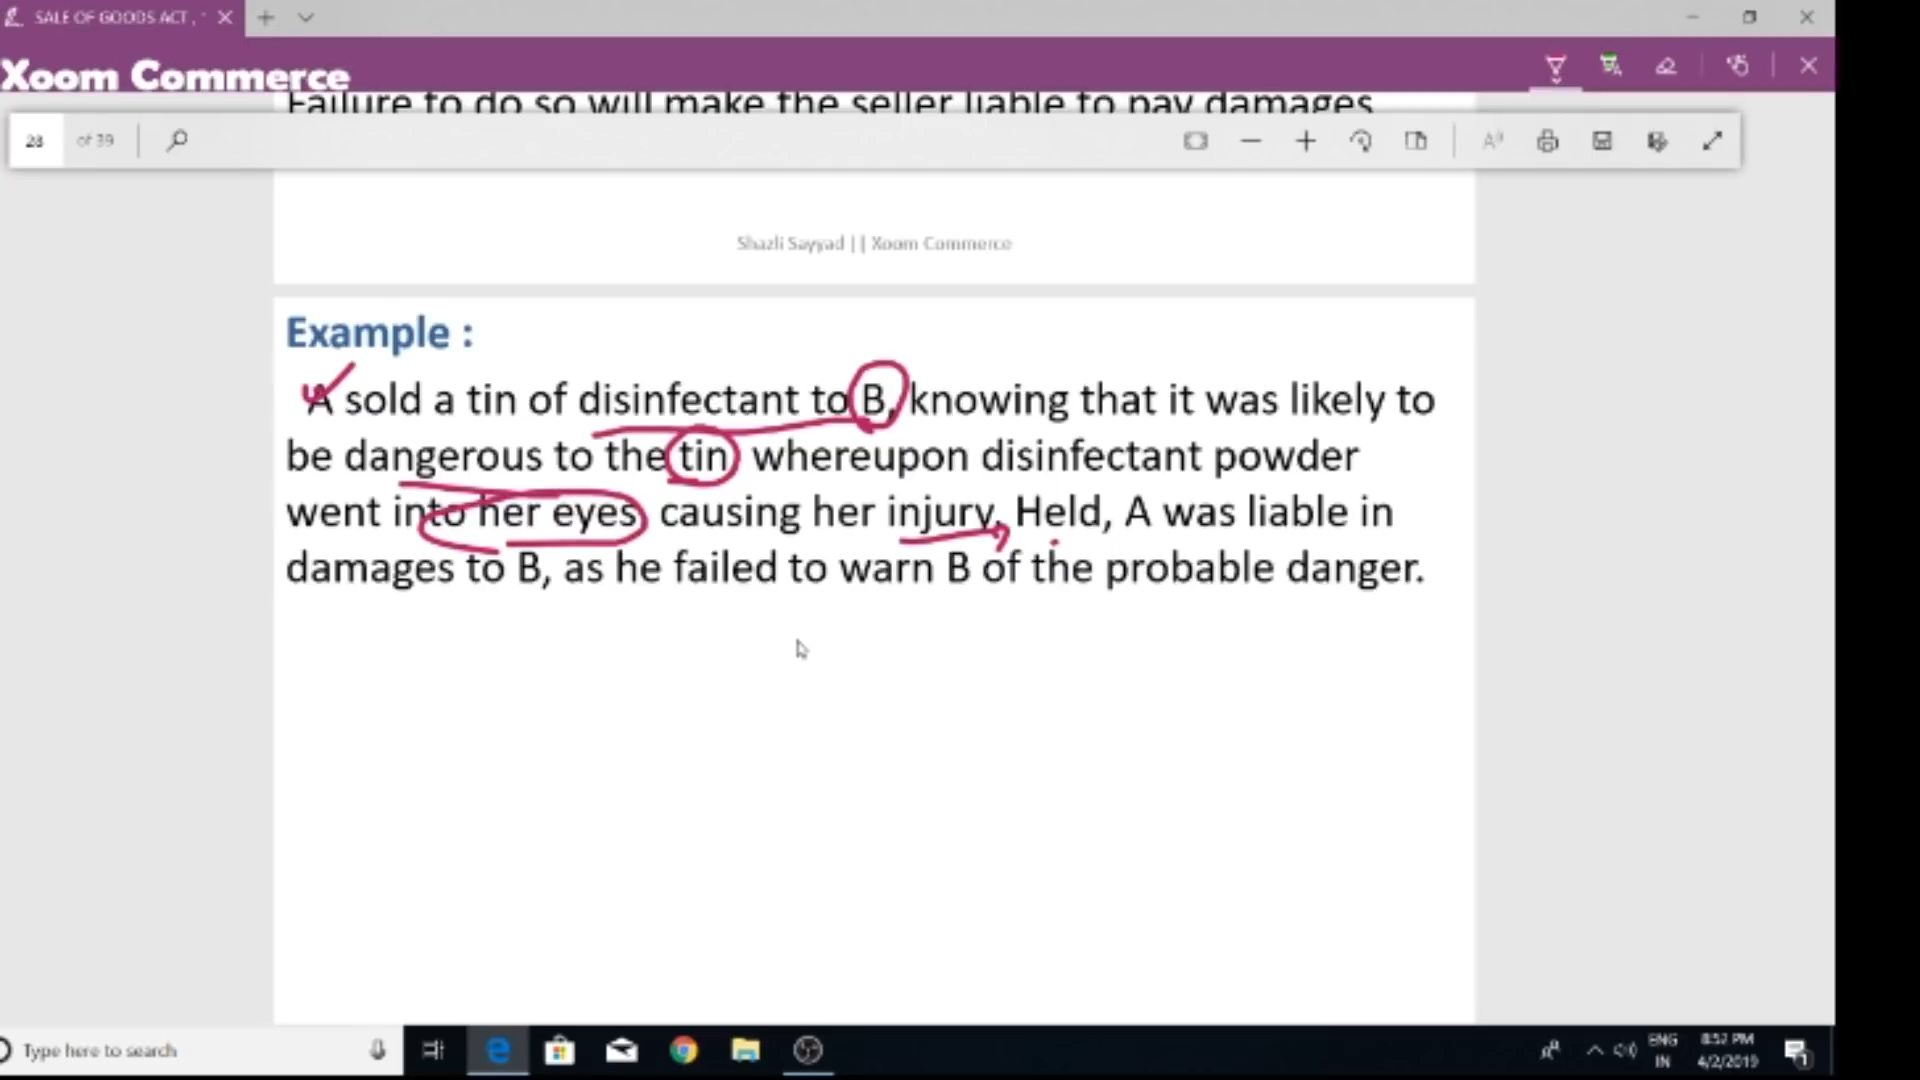 SALE OF GOODS ACT ,
Xoom Commerce
Failure to do so will make the seller liable to pay damages
28 of 39
Shazli Sayyad || Xoom Commerce
Example :
A sold a tin of disinfectant to B, knowing that it was likely to
be dangerous to the tin whereupon disinfectant powder
went into her eyes causing her injury, Held, A was liable in
damages to B, as he failed to warn B of the probable danger.
Type here to search
ENG
IN
8:52 PM
4/2/2019